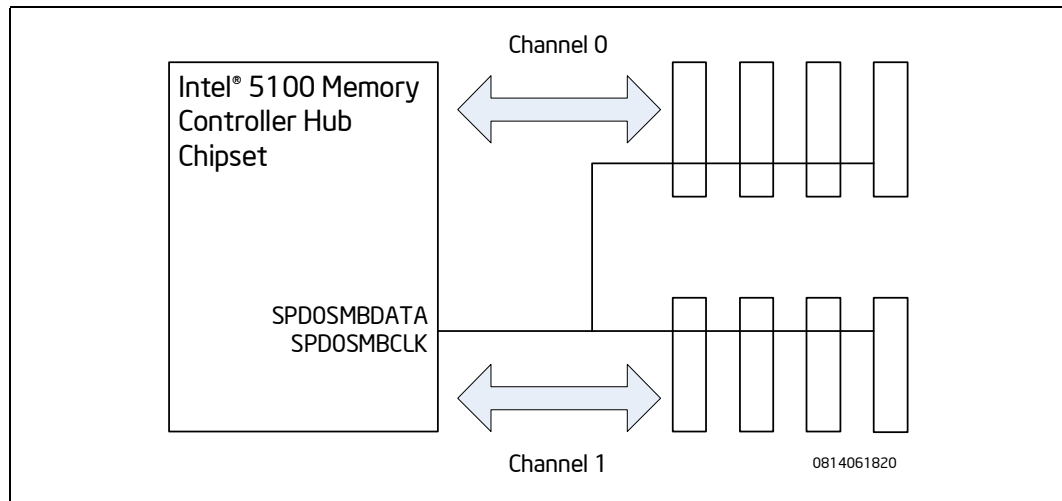 Channel 0
Intel® 5100 Memory
Controller Hub
Chipset
SPD0SMBDATA
SPD0SMBCLK
Channel 1
0814061820